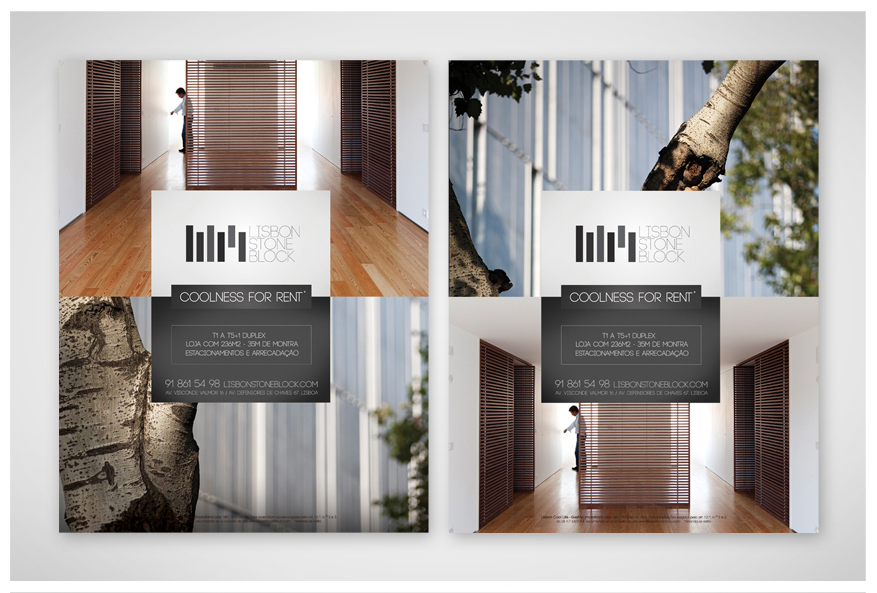 LISBON
STONE
BLOCK
COOLNESS FOR RENT*
T1 A T5+1 DUPLEX
LOJA COM 236M2 - 35M DE MONTRA
ESTACIONAMENTOS E ARRECADAÇÃO
91 861 54 98 LISBONSTONEBLOCK.COM
AV. VISCONDE VALMOR 16 / AV. DEFENSORES DE CHAVES 67, LISBOA
LISBON
STONE
BLOCK
COOLNESS FOR RENT*
T1 A T5+1 DUPLEX
LOJA COM 236M2 - 35M DE MONTRA
ESTACIONAMENTOS E ARRECADAÇÃO
91 861 54 98 LISBONSTONEBLOCK.COM
AV. VISCONDE VALMOR 16 / AV. DEFENSORES DE CHAVES 67, LISBOA